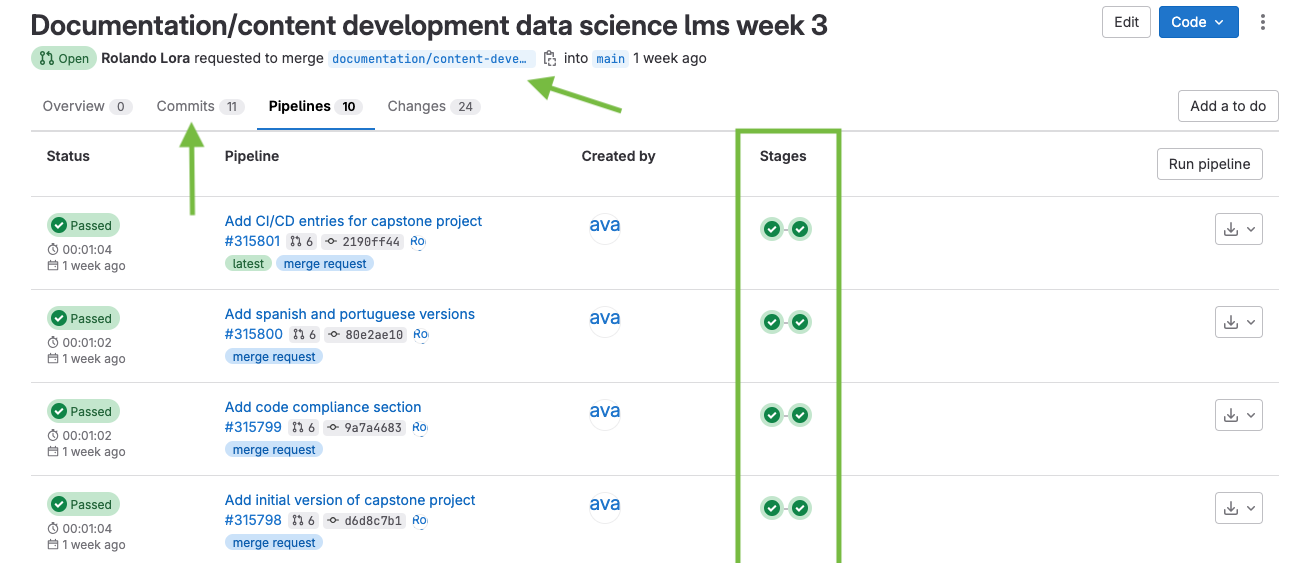 Documentation/content development data science lms week 3
Edit
Code
Open Rolando Lora requested to merge documentation/content-deve… into main 1 week ago
Overview 0 Commits 11 Pipelines 10 Changes 24
Add a to do
Status Pipeline Created by Stages
Run pipeline
Passed
00:01:04
1 week ago
Add CI/CD entries for capstone project
#315801 6 2190ff44 Ro
latest merge request
ava
Passed
00:01:02
1 week ago
Add spanish and portuguese versions
#315800 6 80e2ae10 Ro
merge request
ava
Passed
00:01:02
1 week ago
Add code compliance section
#315799 6 9a7a4683 Ro
merge request
ava
Passed
00:01:04
1 week ago
Add initial version of capstone project
#315798 6 d6d8c7b1 Ro
merge request
ava